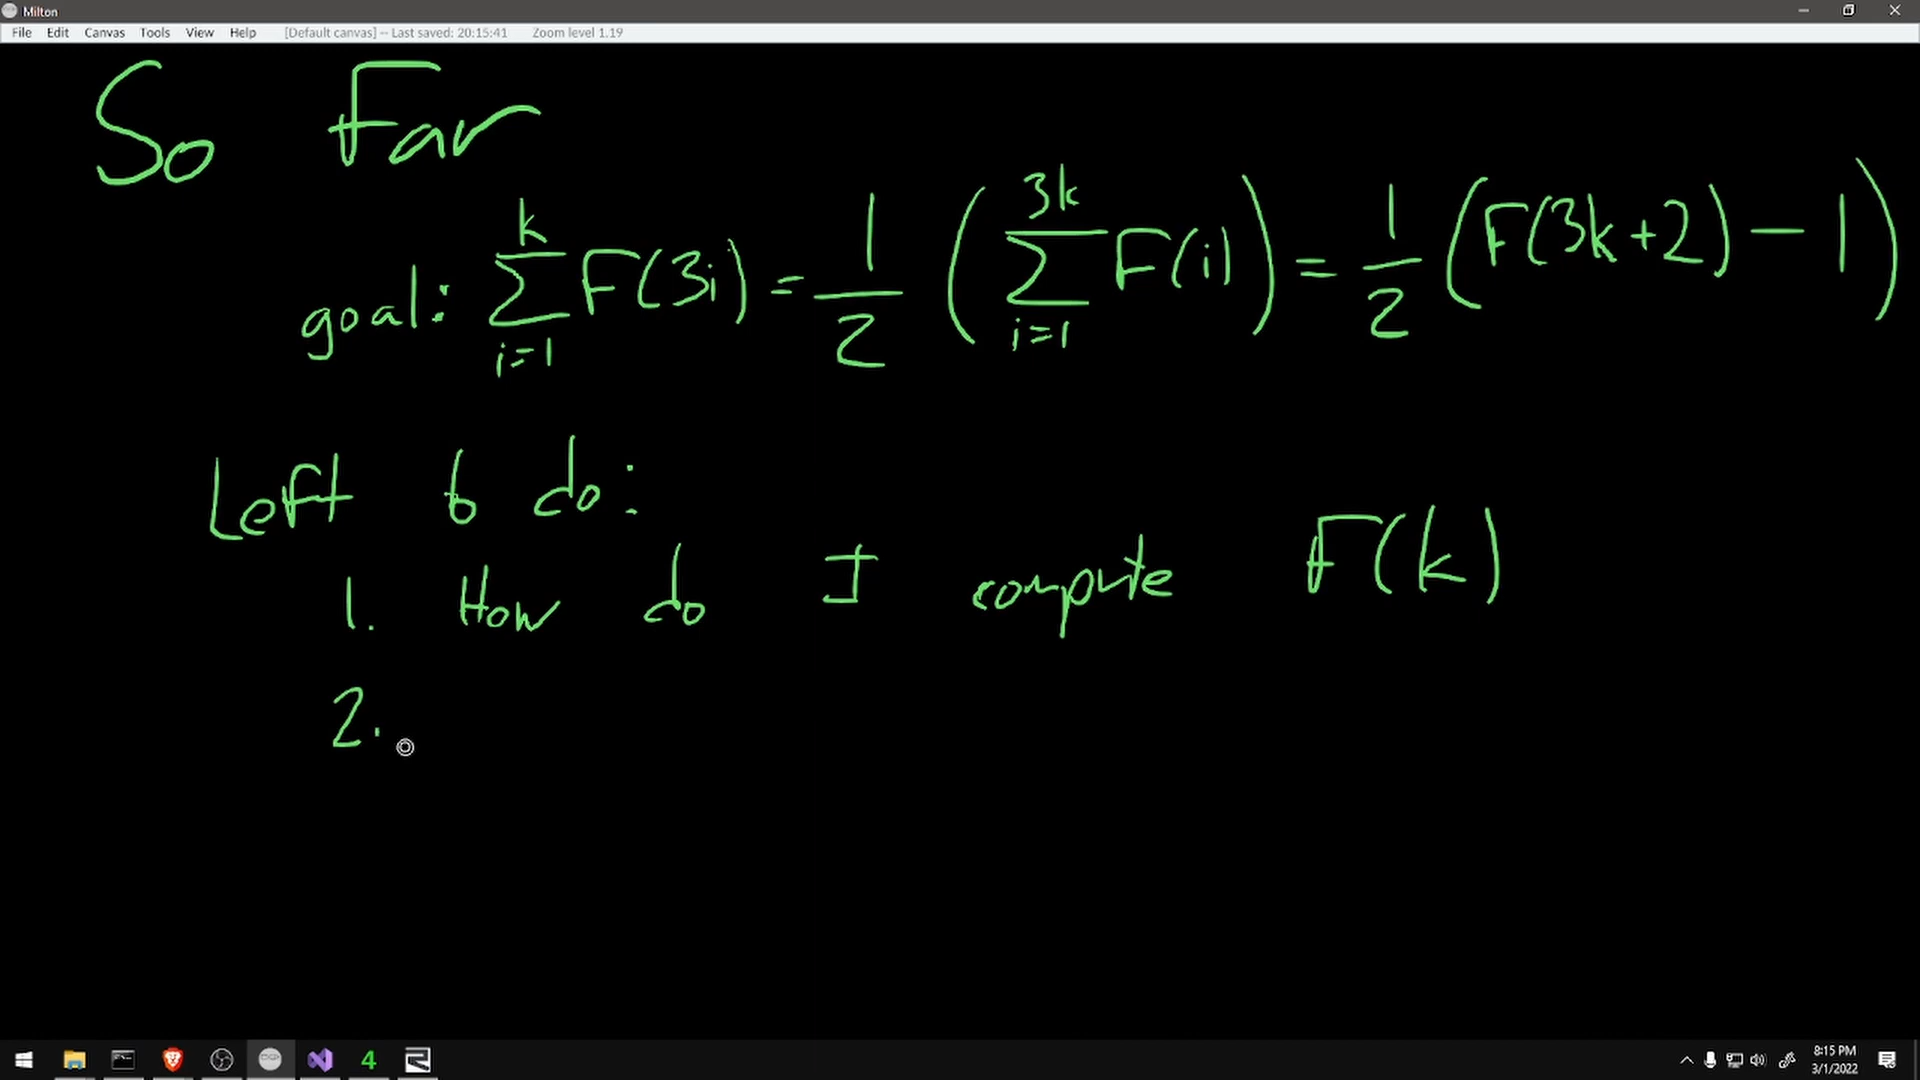 Milton
File Edit Canvas Tools View Help [Default canvas] -- Last saved: 20:15:41 Zoom level 1.19
So Far
goal: k∑i=1 F(3i) = 1/2 (3k∑i=1 F(i)) = 1/2 (F(3k+2) - 1)
Left to do:
1. How do I compute F(k)
2.
4
8:15 PM
3/1/2022